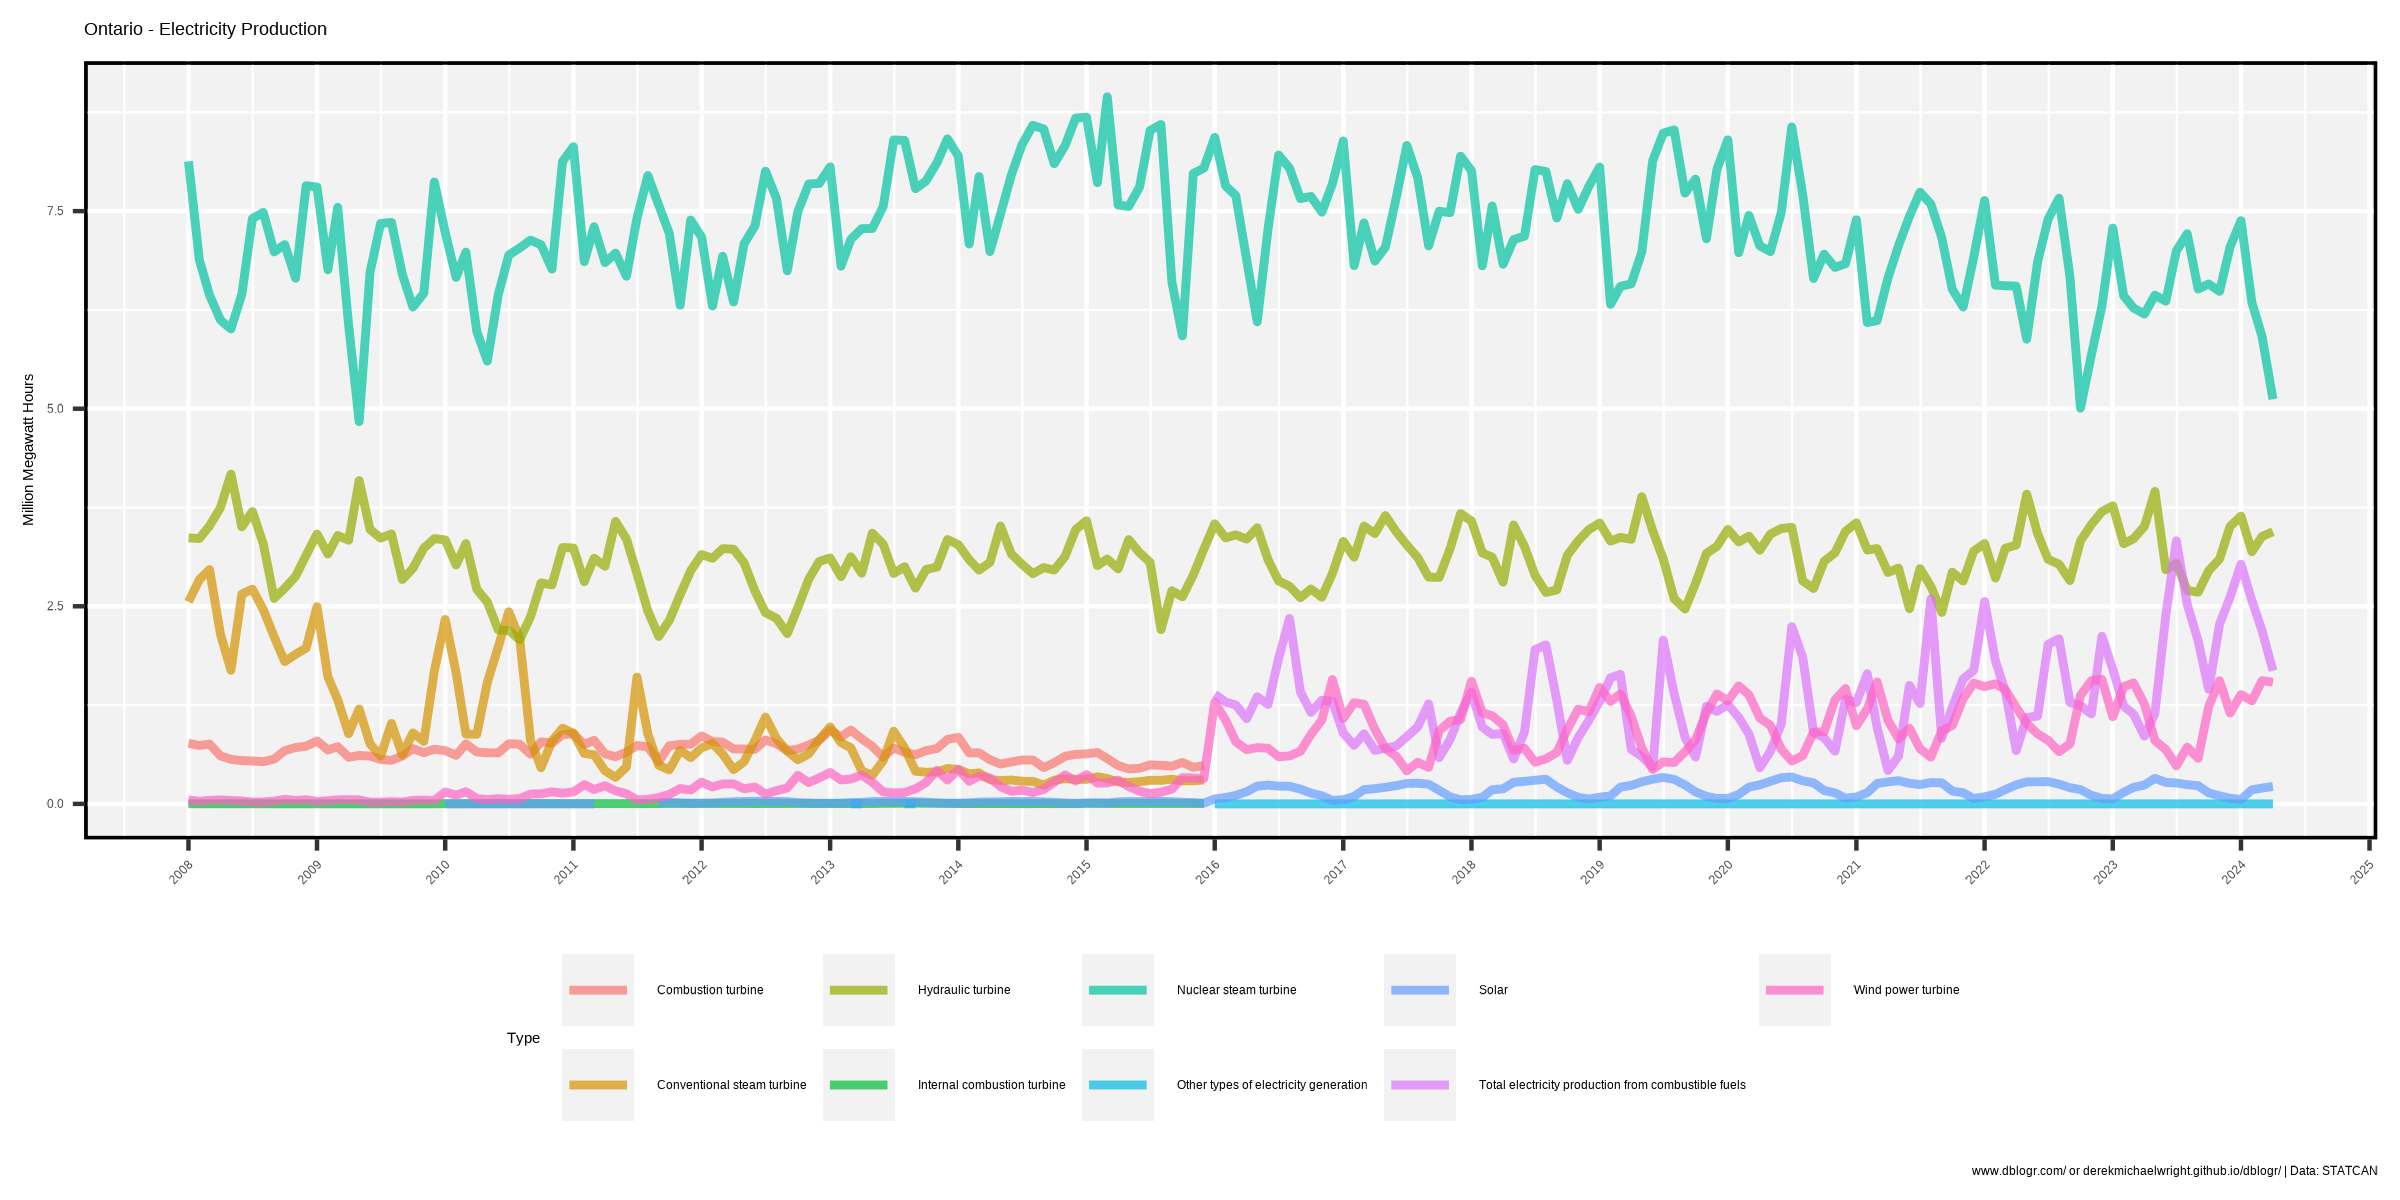 Ontario - Electricity Production
Million Megawatt Hours
7.5
5.0
2.5
0.0
2008
2009
2010
2011
2012
2013
2014
2015
2016
2017
2018
2019
2020
2021
2022
2023
2024
2025
Type
Combustion turbine
Hydraulic turbine
Nuclear steam turbine
Solar
Wind power turbine
Conventional steam turbine
Internal combustion turbine
Other types of electricity generation
Total electricity production from combustible fuels
www.dblogr.com/ or derekmichaelwright.github.io/dblogr/ | Data: STATCAN